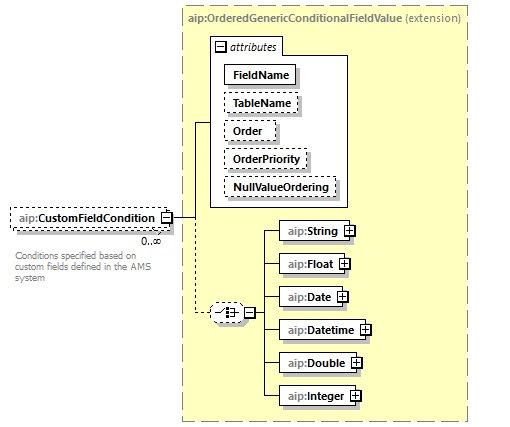 aip:OrderedGenericConditionalFieldValue (extension)
attributes
FieldName
TableName
Order
OrderPriority
NullValueOrdering
aip:CustomFieldCondition
0..∞
Conditions specified based on
custom fields defined in the AMS
system
aip:String
aip:Float
aip:Date
aip:Datetime
aip:Double
aip:Integer